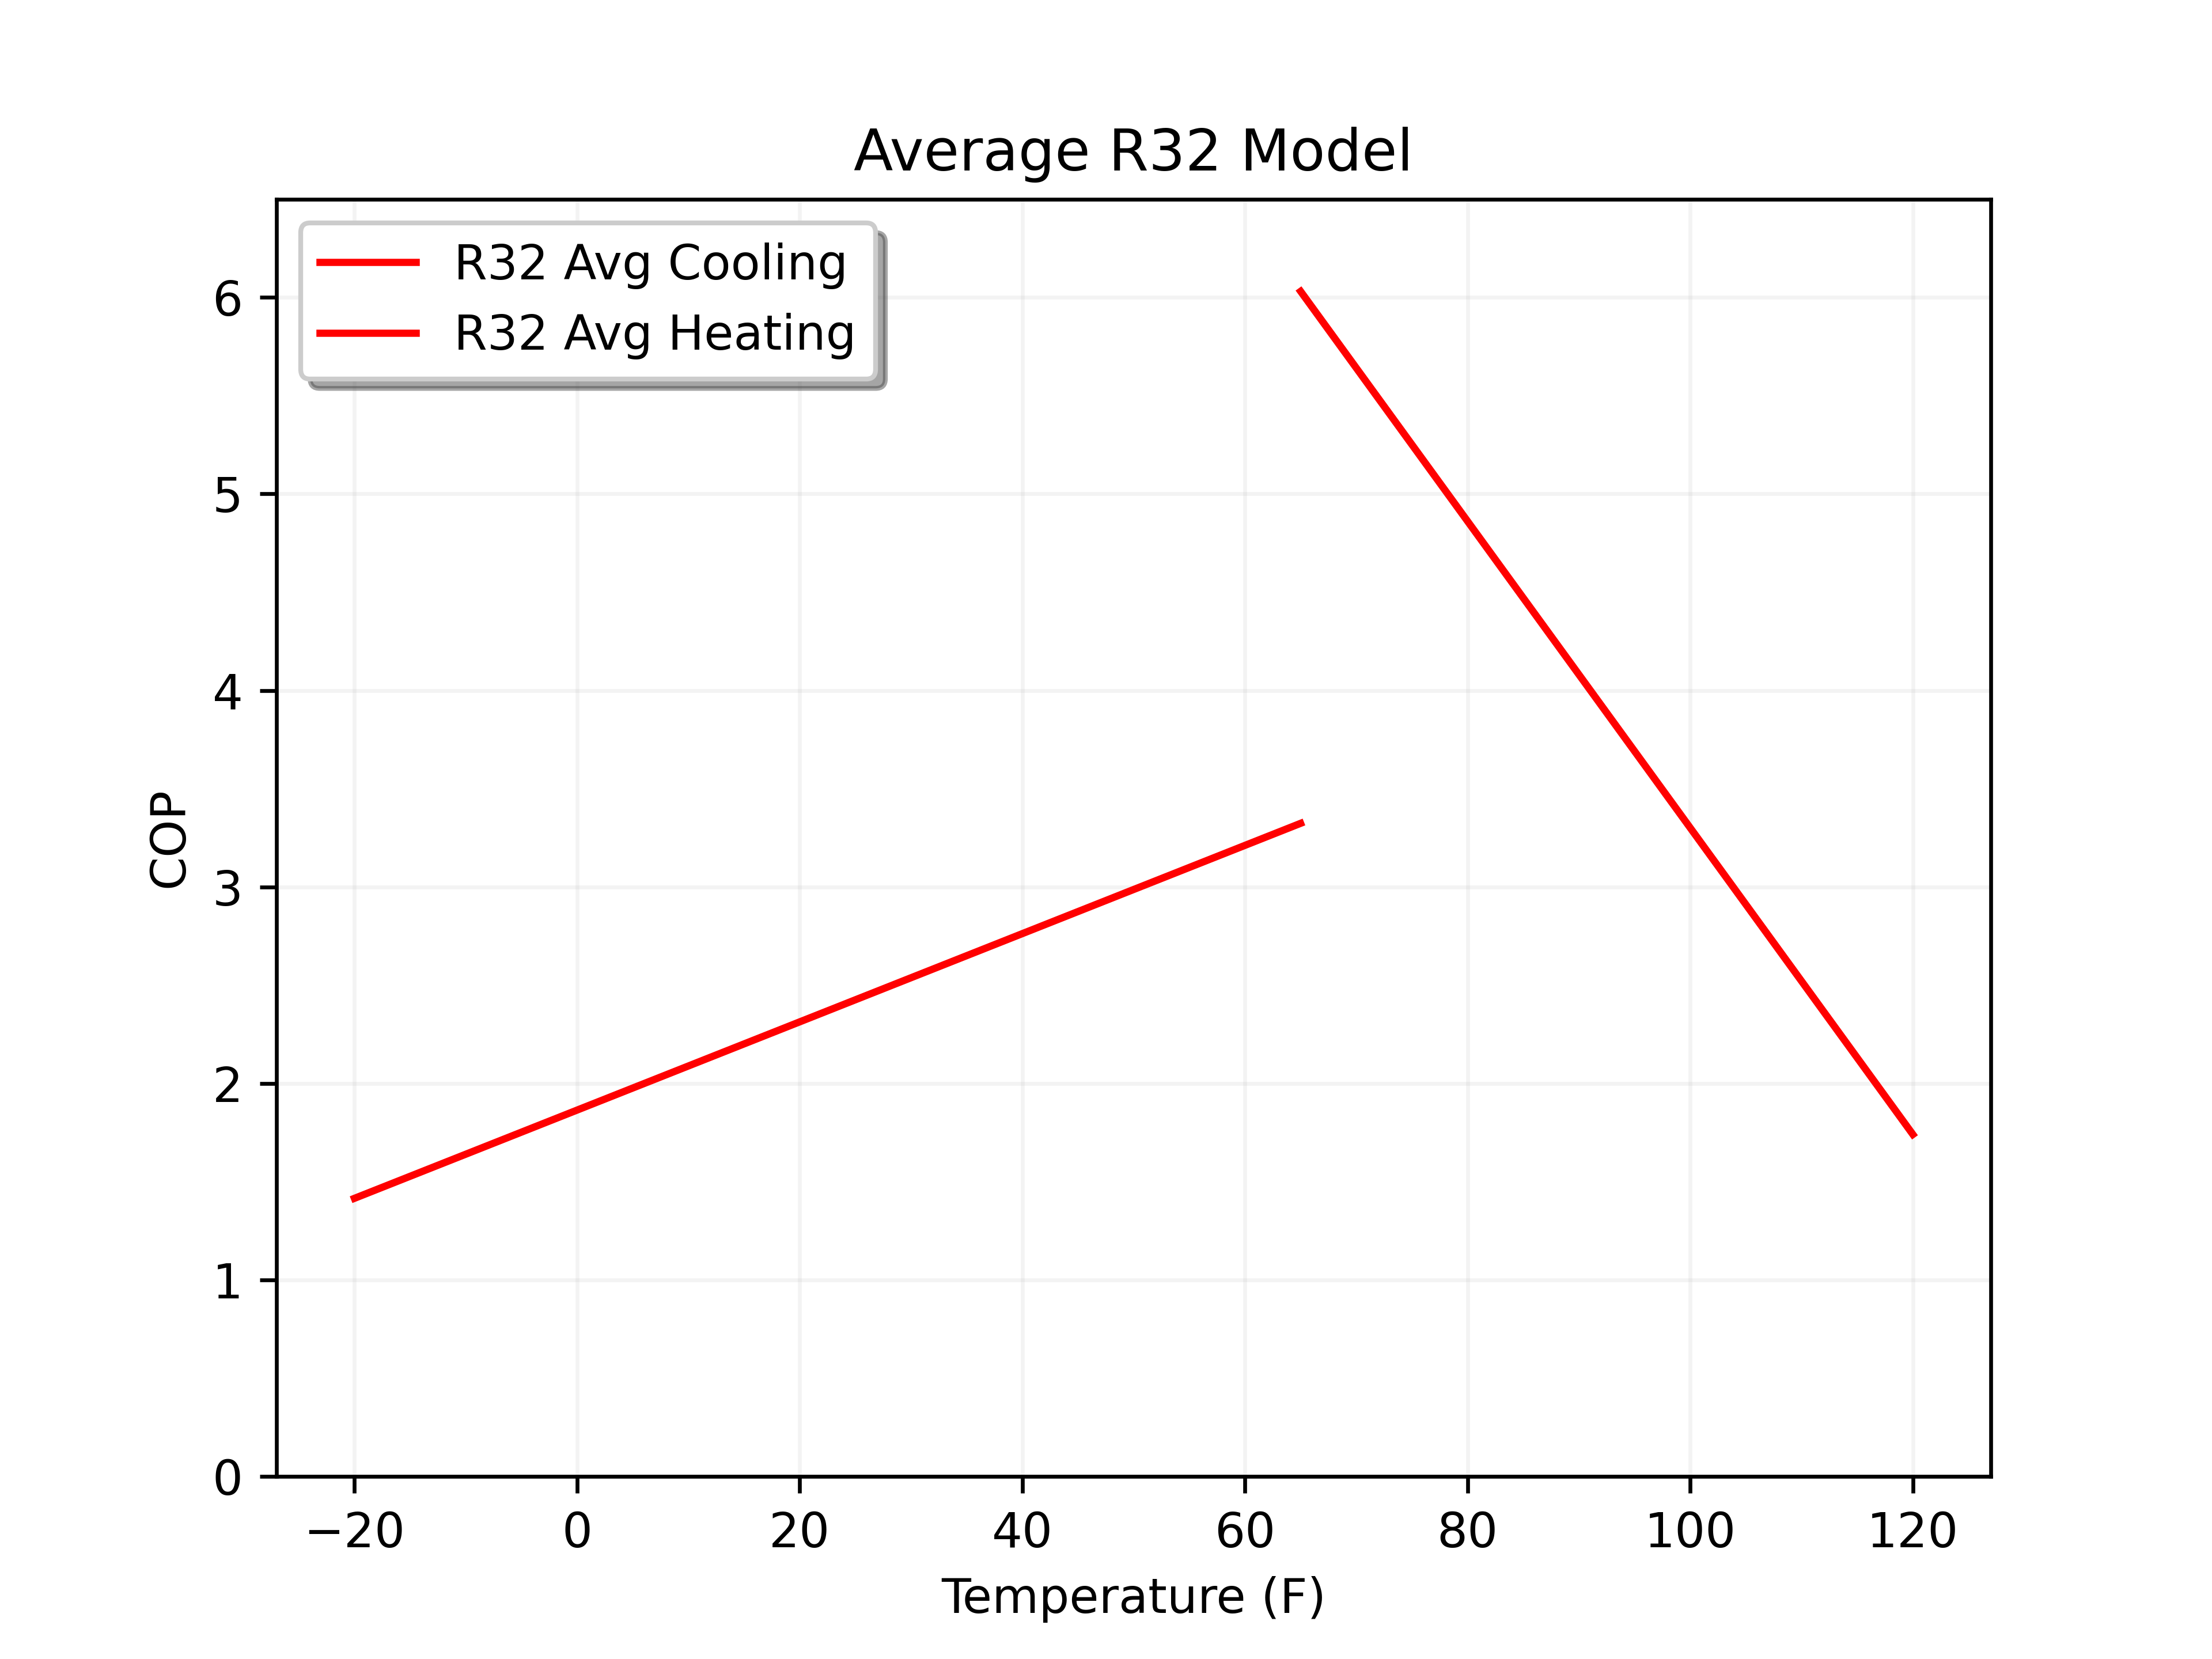 Average R32 Model
R32 Avg Cooling
R32 Avg Heating
6
5
4
3
2
1
0
COP
−20 0 20 40 60 80 100 120
Temperature (F)